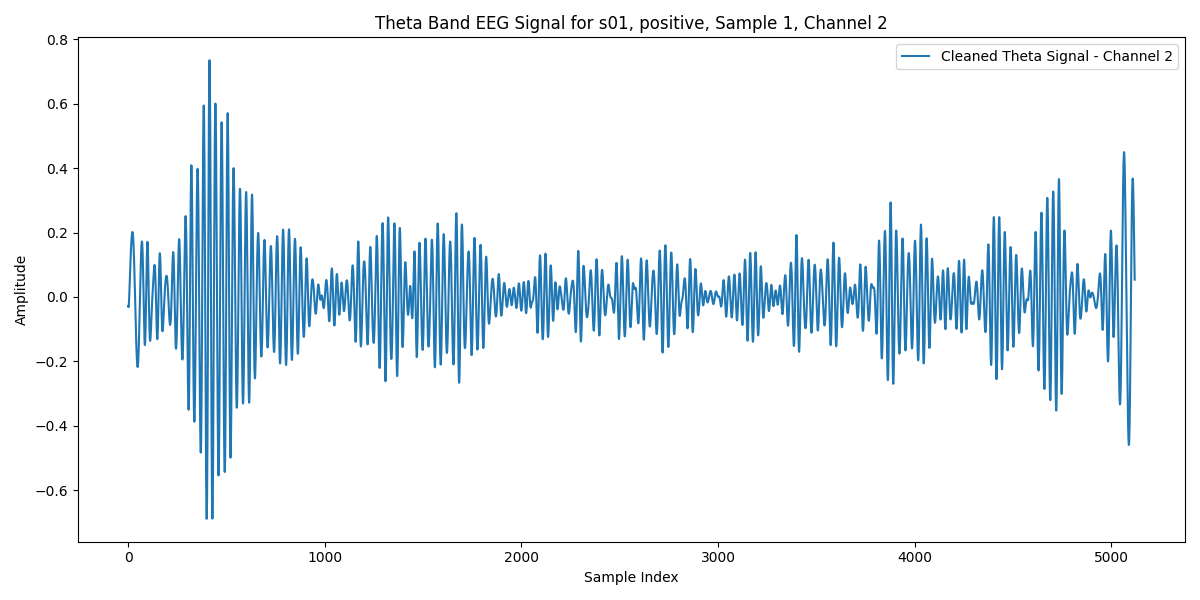 Theta Band EEG Signal for s01, positive, Sample 1, Channel 2
Cleaned Theta Signal - Channel 2
Amplitude
0.8
0.6
0.4
0.2
0.0
−0.2
−0.4
−0.6
0 1000 2000 3000 4000 5000
Sample Index